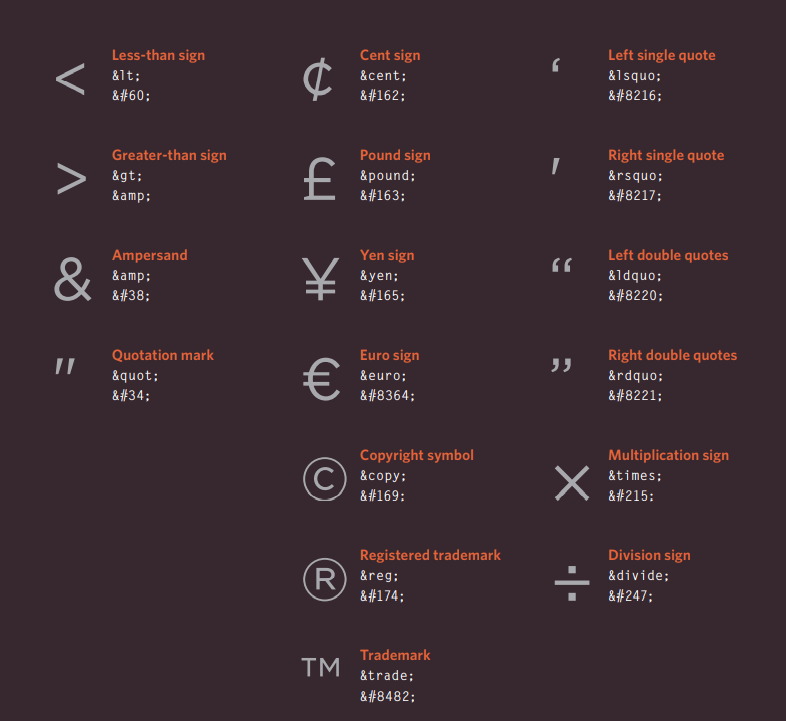 <
Less-than sign
&lt;
&#60;
>
Greater-than sign
&gt;
&amp;
&
Ampersand
&amp;
&#38;
"
Quotation mark
&quot;
&#34;
¢
Cent sign
&cent;
&#162;
£
Pound sign
&pound;
&#163;
¥
Yen sign
&yen;
&#165;
€
Euro sign
&euro;
&#8364;
©
Copyright symbol
&copy;
&#169;
®
Registered trademark
&reg;
&#174;
™
Trademark
&trade;
&#8482;
‘
Left single quote
&lsquo;
&#8216;
'
Right single quote
&rsquo;
&#8217;
“
Left double quotes
&ldquo;
&#8220;
”
Right double quotes
&rdquo;
&#8221;
×
Multiplication sign
&times;
&#215;
÷
Division sign
&divide;
&#247;